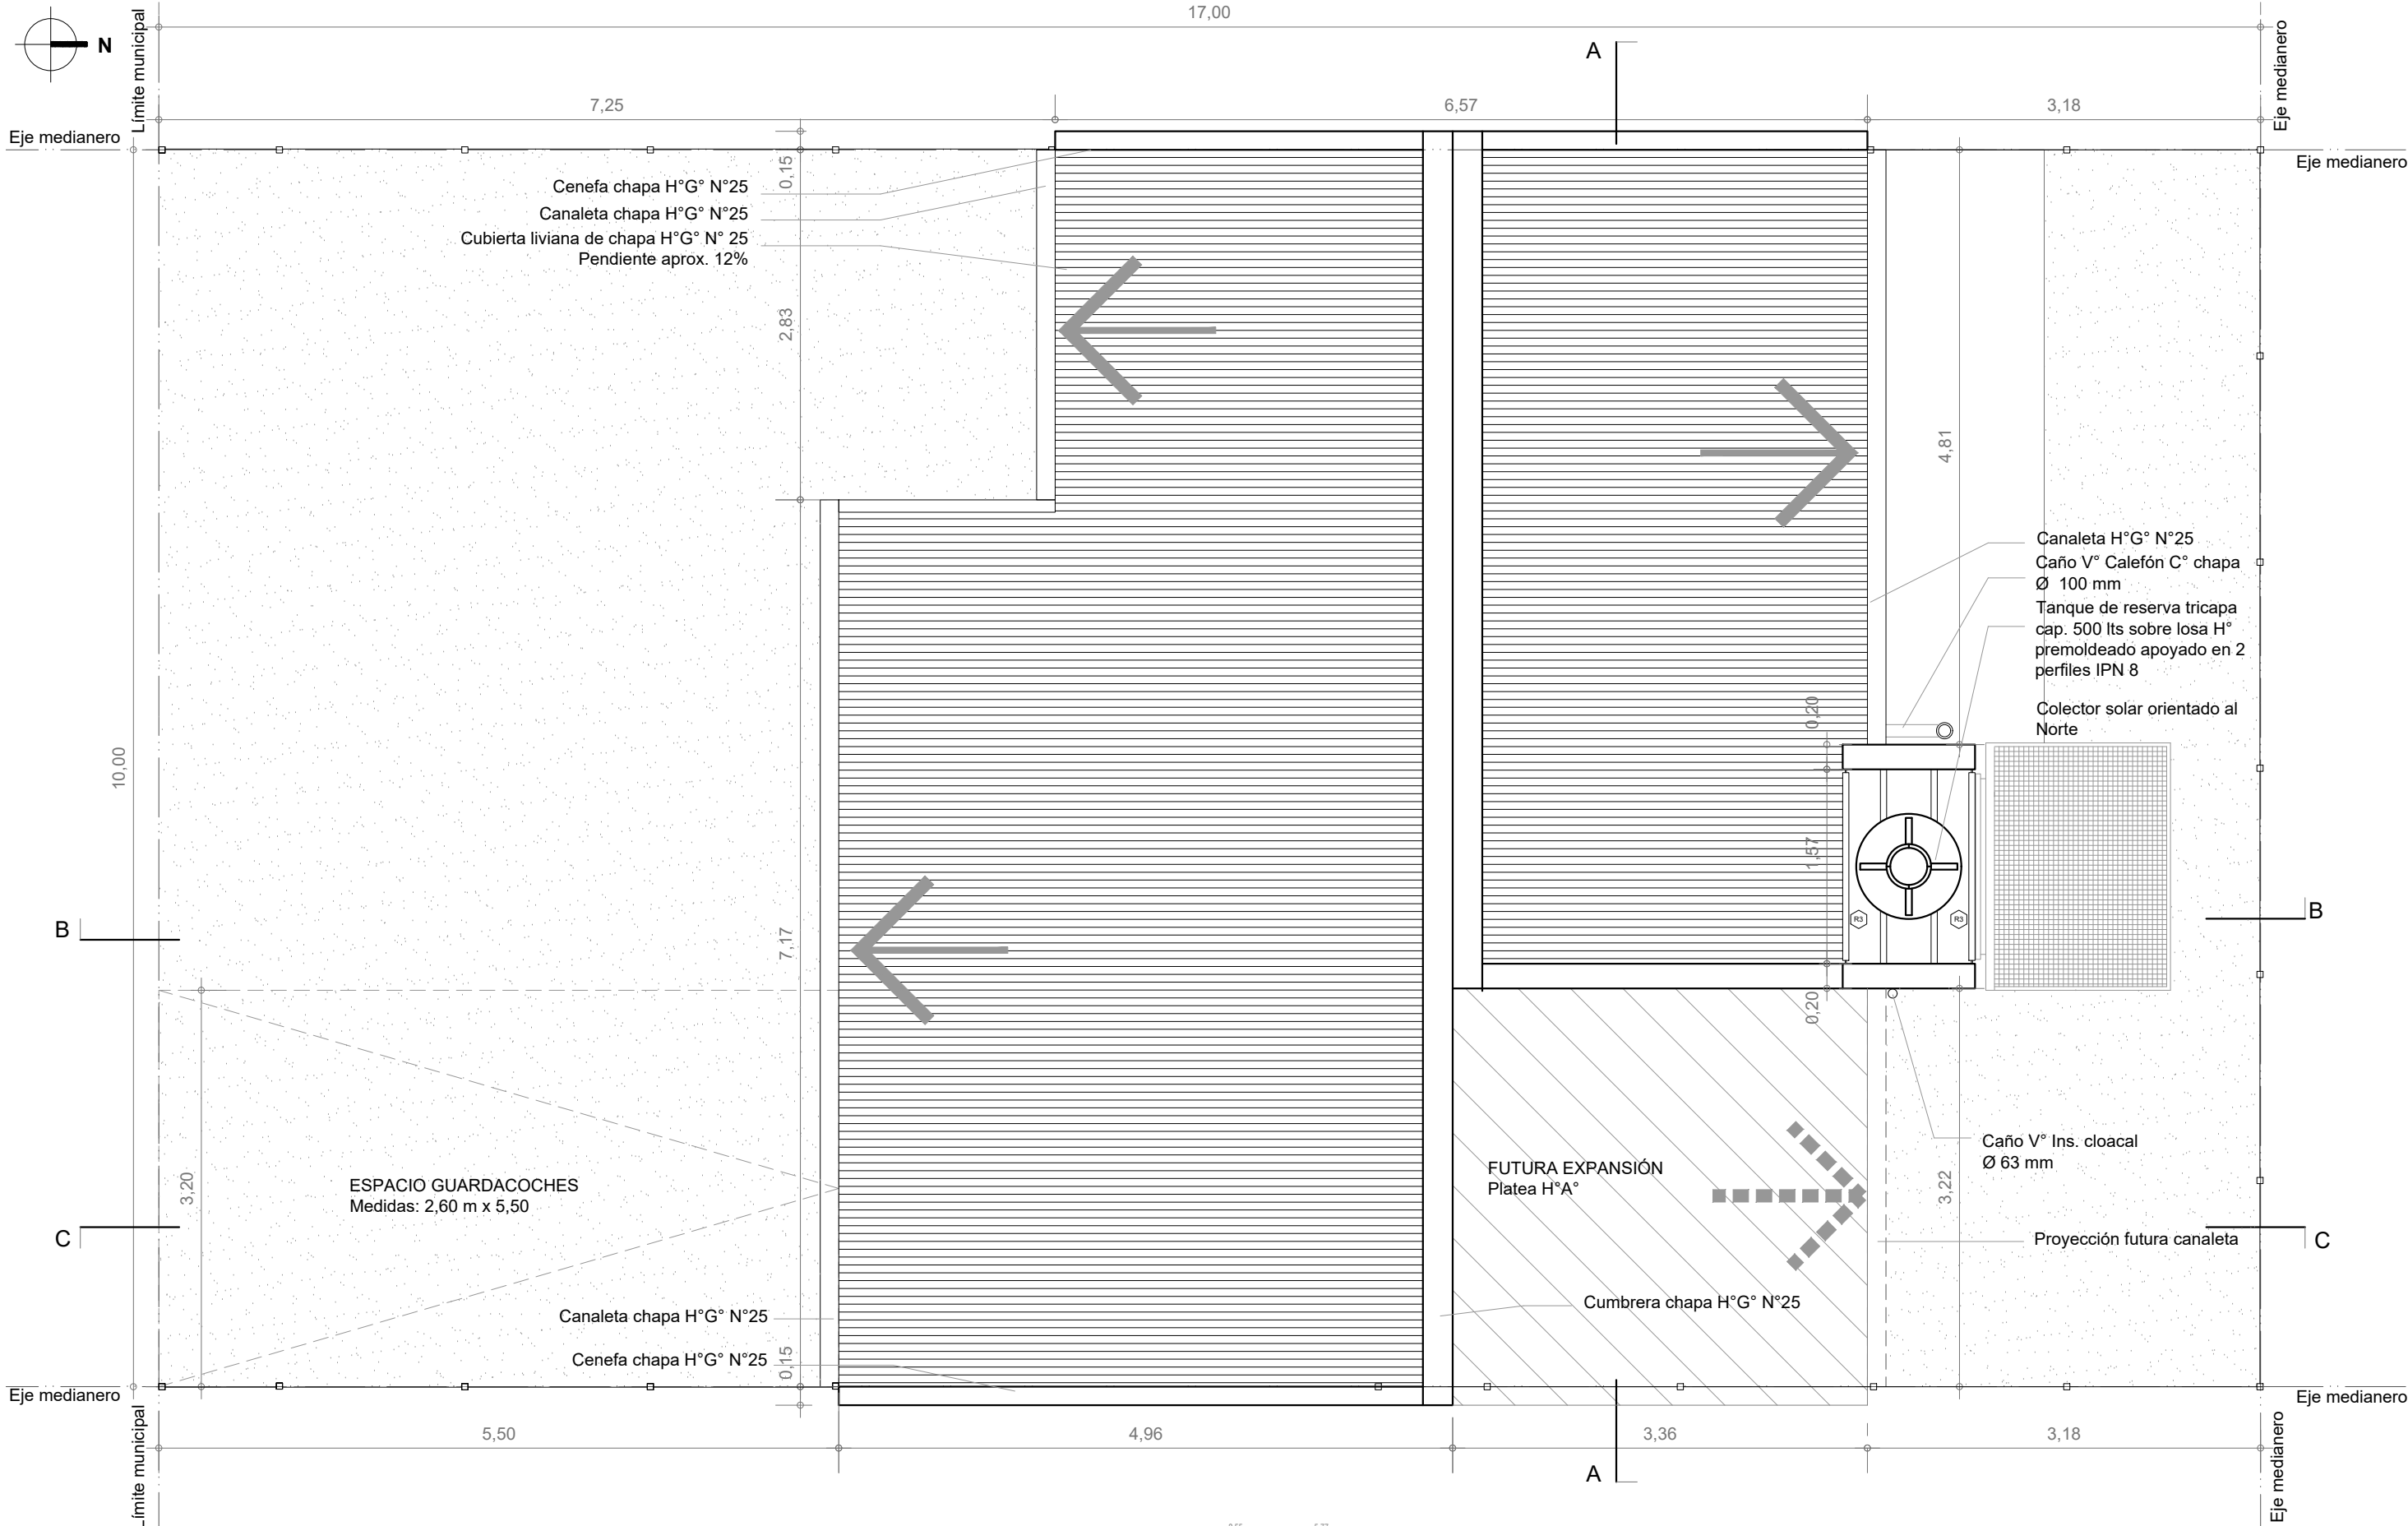 17,00
N
Límite municipal
Eje medianero
A
7,25
6,57
3,18
Eje medianero
Eje medianero
0,15
Cenefa chapa H°G° N°25
Canaleta chapa H°G° N°25
Cubierta liviana de chapa H°G° N° 25
Pendiente aprox. 12%
2,83
4,81
Canaleta H°G° N°25
Caño V° Calefón C° chapa
Ø 100 mm
Tanque de reserva tricapa
cap. 500 lts sobre losa H°
premoldeado apoyado en 2
perfiles IPN 8
Colector solar orientado al
Norte
0,20
10,00
1,57
R3
R3
B
B
7,17
0,20
Caño V° Ins. cloacal
Ø 63 mm
FUTURA EXPANSIÓN
Platea H°A°
3,20
ESPACIO GUARDACOCHES
Medidas: 2,60 m x 5,50
3,22
C
Proyección futura canaleta
C
Canaleta chapa H°G° N°25
Cumbrera chapa H°G° N°25
Cenefa chapa H°G° N°25
0,15
Eje medianero
Eje medianero
Límite municipal
5,50
4,96
3,36
3,18
Eje medianero
A